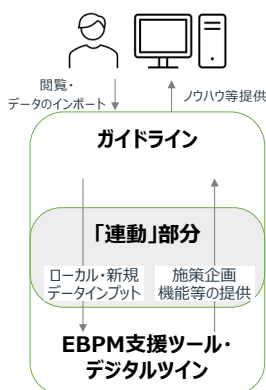 閲覧・
データのインポート
ノウハウ等提供
ガイドライン
「連動」部分
ローカル・新規
データインプット
施策企画
機能等の提供
EBPM支援ツール・
デジタルツイン